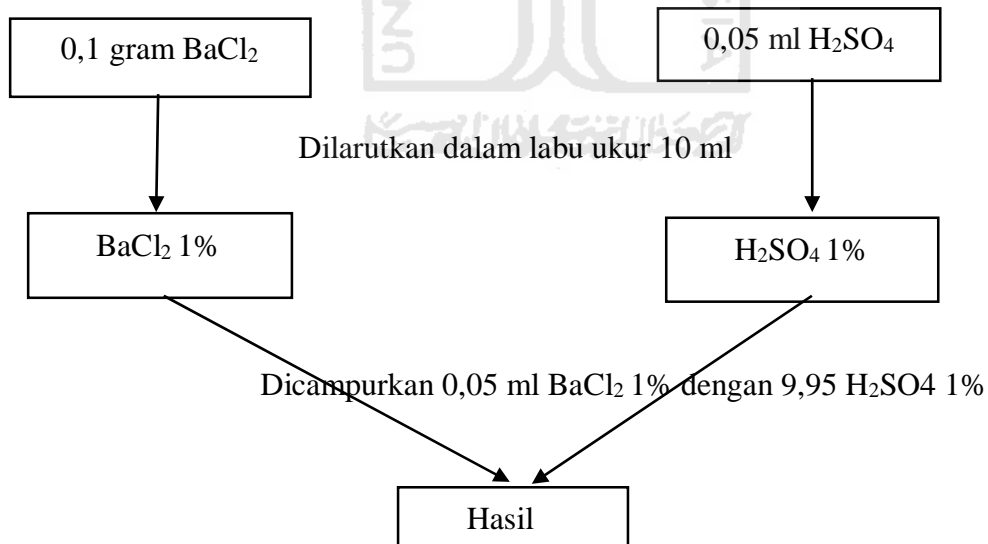 0,1 gram BaCl₂
0,05 ml H₂SO₄
Dilarutkan dalam labu ukur 10 ml
BaCl₂ 1%
H₂SO₄ 1%
Dicampurkan 0,05 ml BaCl₂ 1% dengan 9,95 H₂SO4 1%
Hasil